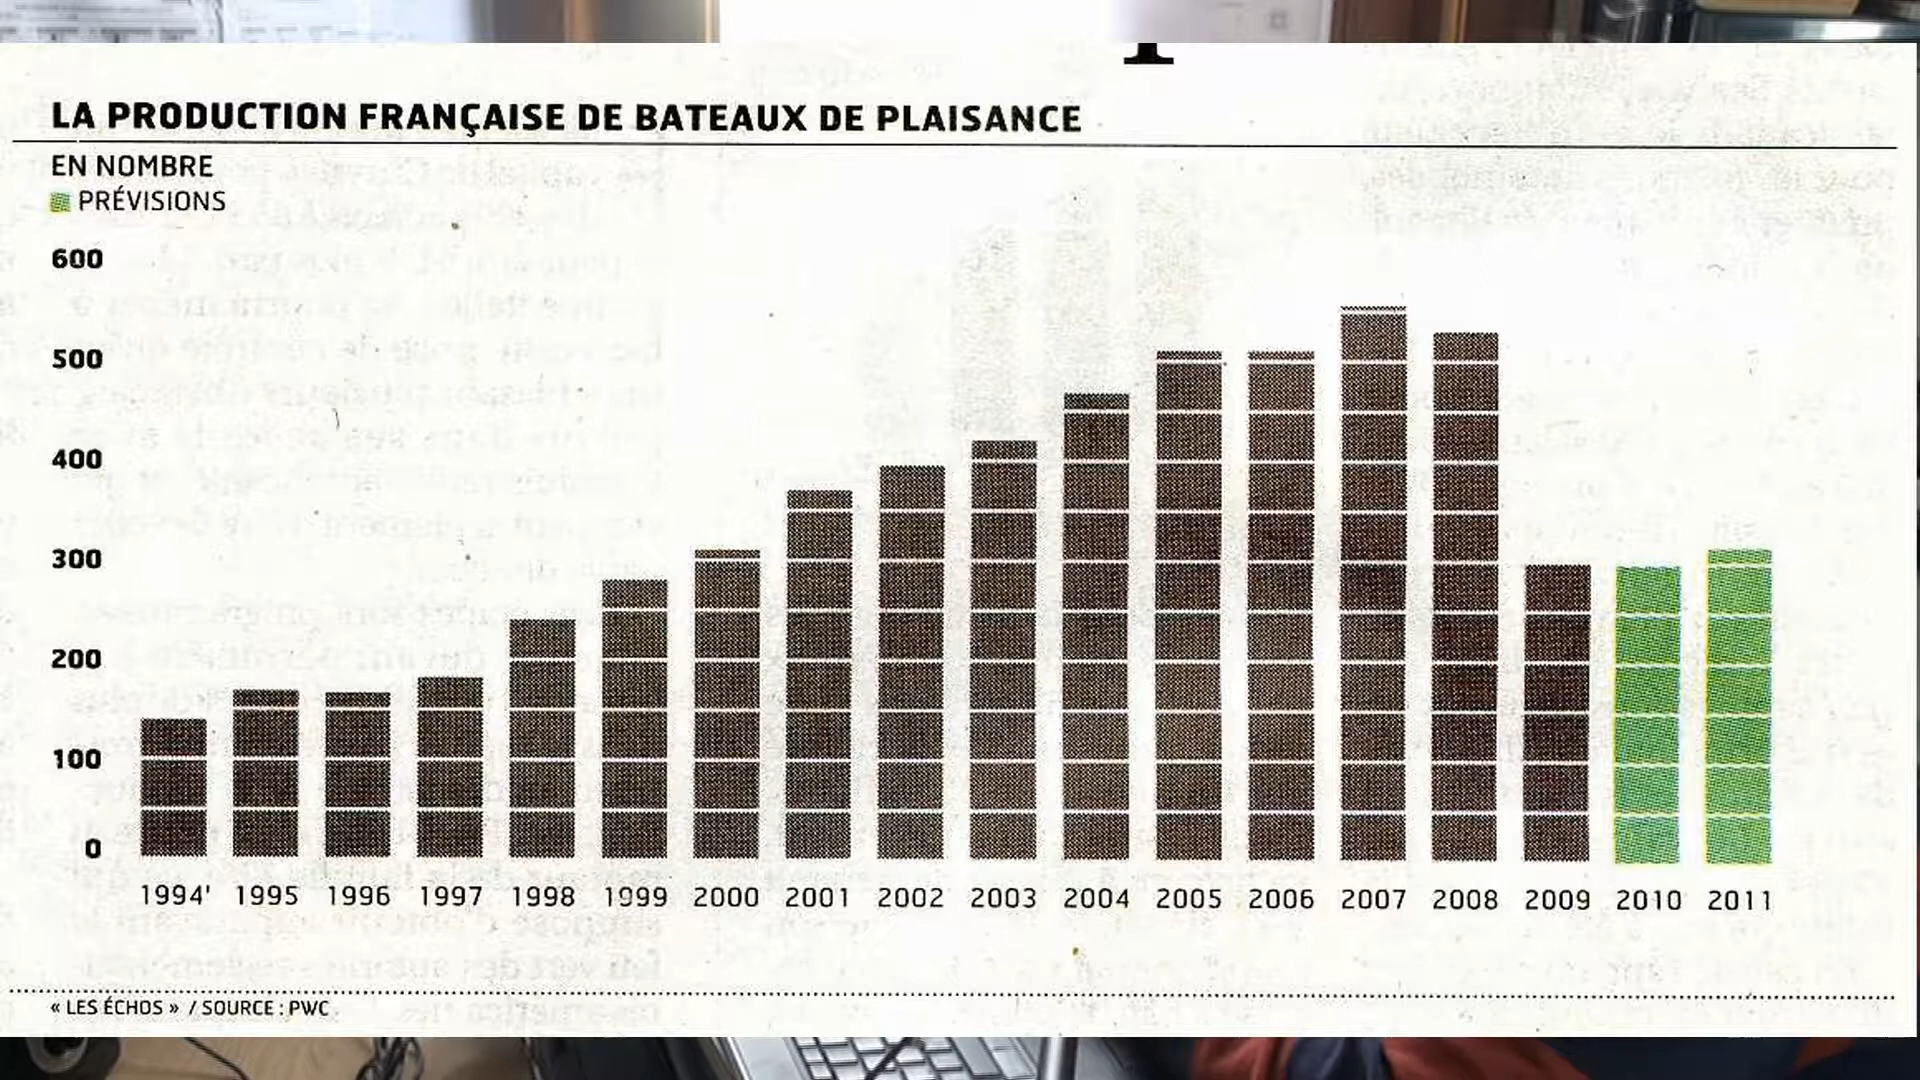 LA PRODUCTION FRANÇAISE DE BATEAUX DE PLAISANCE
EN NOMBRE
PRÉVISIONS
600
500
400
300
200
100
0
1994' 1995 1996 1997 1998 1999 2000 2001 2002 2003 2004 2005 2006 2007 2008 2009 2010 2011
« LES ÉCHOS » / SOURCE : PWC